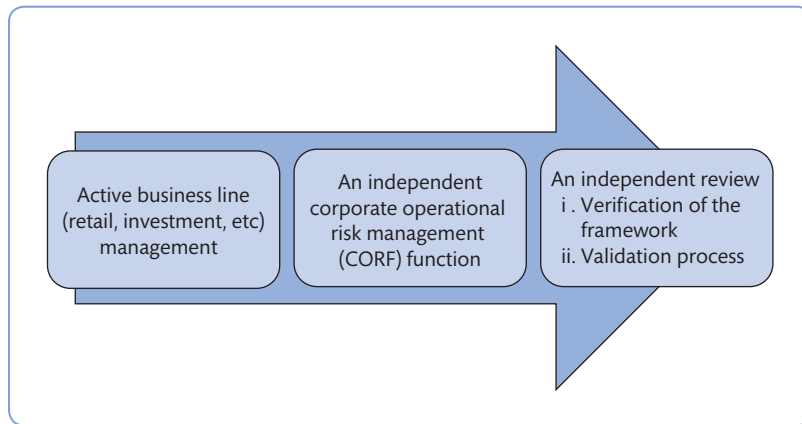 Active business line
(retail, investment, etc)
management
An independent
corporate operational
risk management
(CORF) function
An independent review
i . Verification of the
framework
ii. Validation process